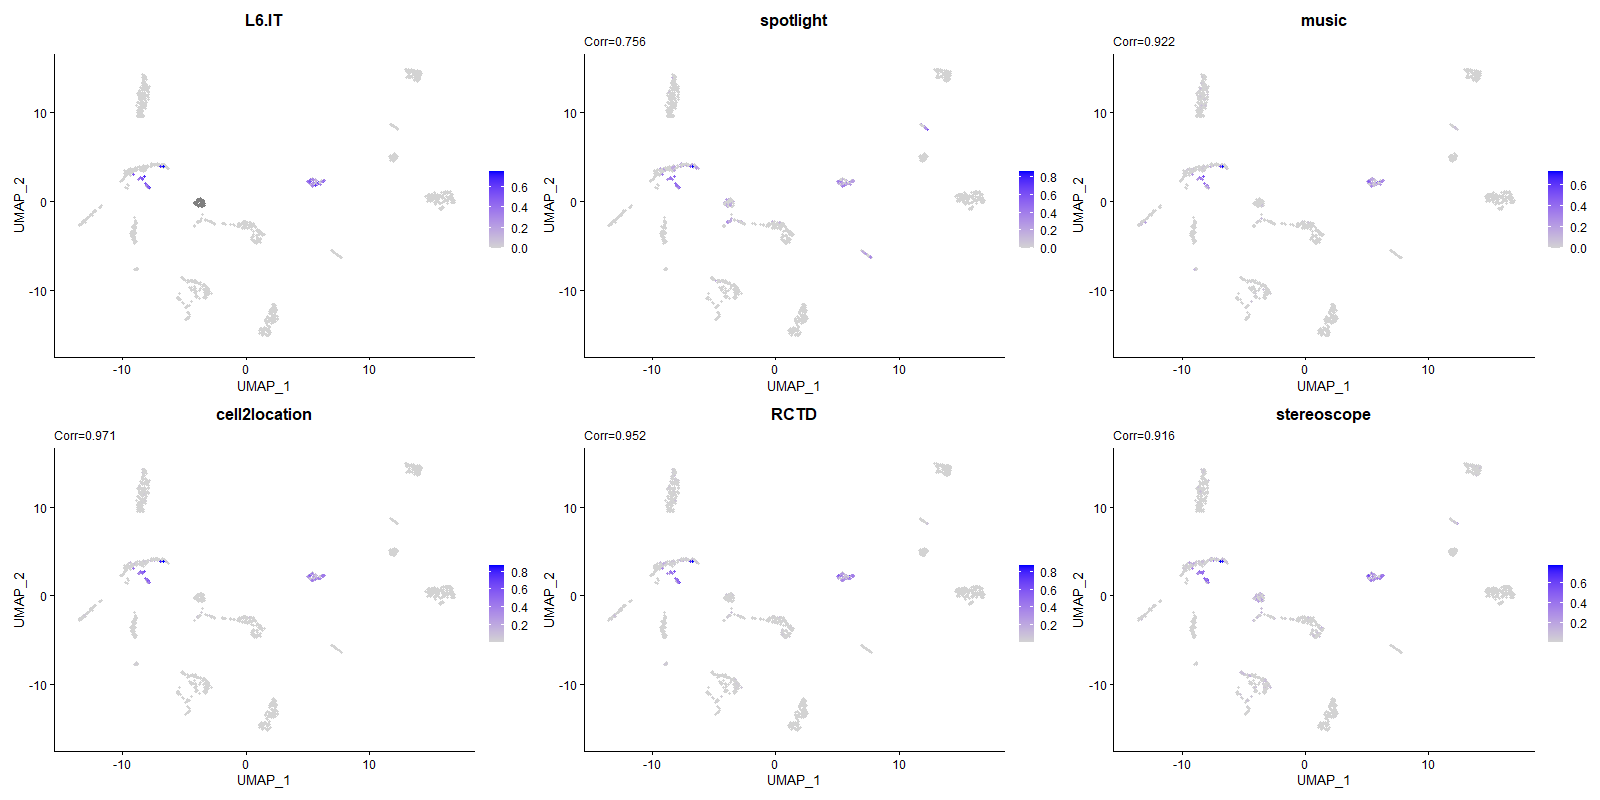 L6.IT
UMAP_2
10
0
-10
-10
0
10
UMAP_1
0.6
0.4
0.2
0.0
spotlight
Corr=0.756
UMAP_2
10
0
-10
-10
0
10
UMAP_1
0.8
0.6
0.4
0.2
0.0
music
Corr=0.922
UMAP_2
10
0
-10
-10
0
10
UMAP_1
0.6
0.4
0.2
0.0
cell2location
Corr=0.971
UMAP_2
10
0
-10
-10
0
10
UMAP_1
0.8
0.6
0.4
0.2
RCTD
Corr=0.952
UMAP_2
10
0
-10
-10
0
10
UMAP_1
0.8
0.6
0.4
0.2
stereoscope
Corr=0.916
UMAP_2
10
0
-10
-10
0
10
UMAP_1
0.6
0.4
0.2